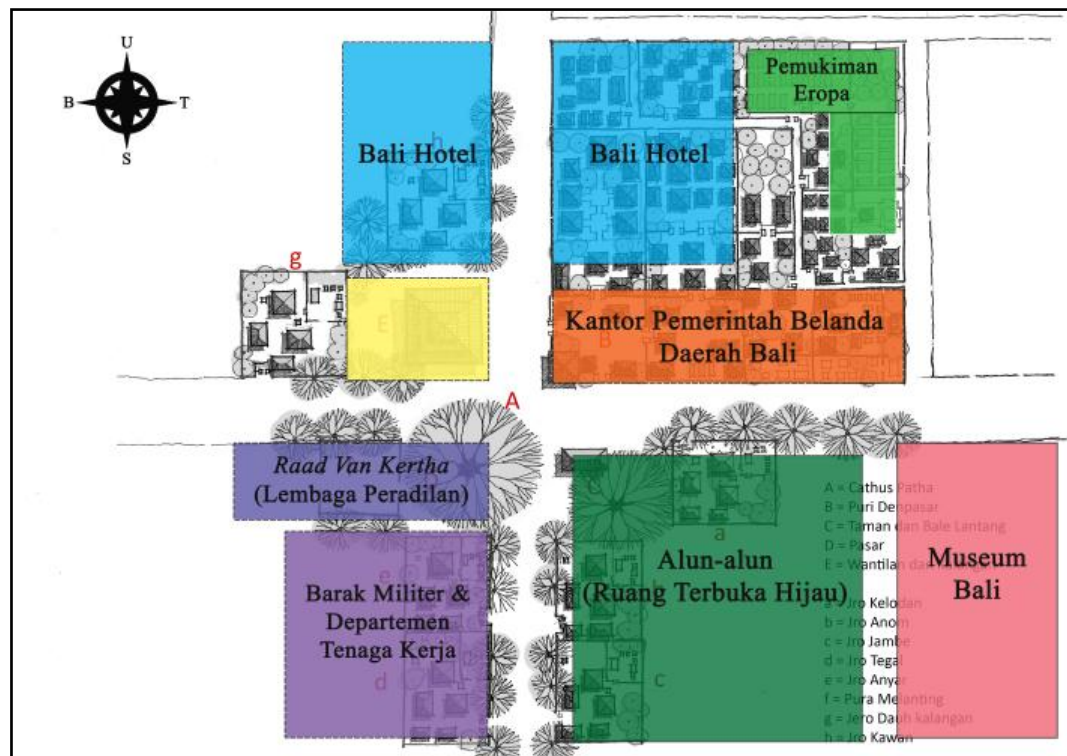 U
B T
S
Bali Hotel
h
Bali Hotel
Pemukiman
Eropa
g
E
Kantor Pemerintah Belanda
Daerah Bali
B
A
Raad Van Kertha
(Lembaga Peradilan)
Barak Militer &
Departemen
Tenaga Kerja
e
d
C
a
b
c
Alun-alun
(Ruang Terbuka Hijau)
Museum
Bali
A = Cathus Patha
B = Puri Denpasar
C = Taman dan Bale Lantang
D = Pasar
E = Wantilan dan
a = Jro Kelodan
b = Jro Anom
c = Jro Jambe
d = Jro Tegal
e = Jro Anyar
f = Pura Melanting
g = Jero Dauh kalangan
h = Jro Kawan